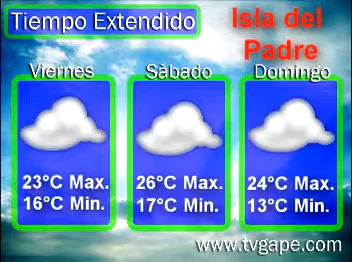 Tiempo Extendido
Isla del
Padre
Viernes
Sàbado
Domingo
23°C Max.
16°C Min.
26°C Max.
17°C Min.
24°C Max.
13°C Min.
www.tvgape.com